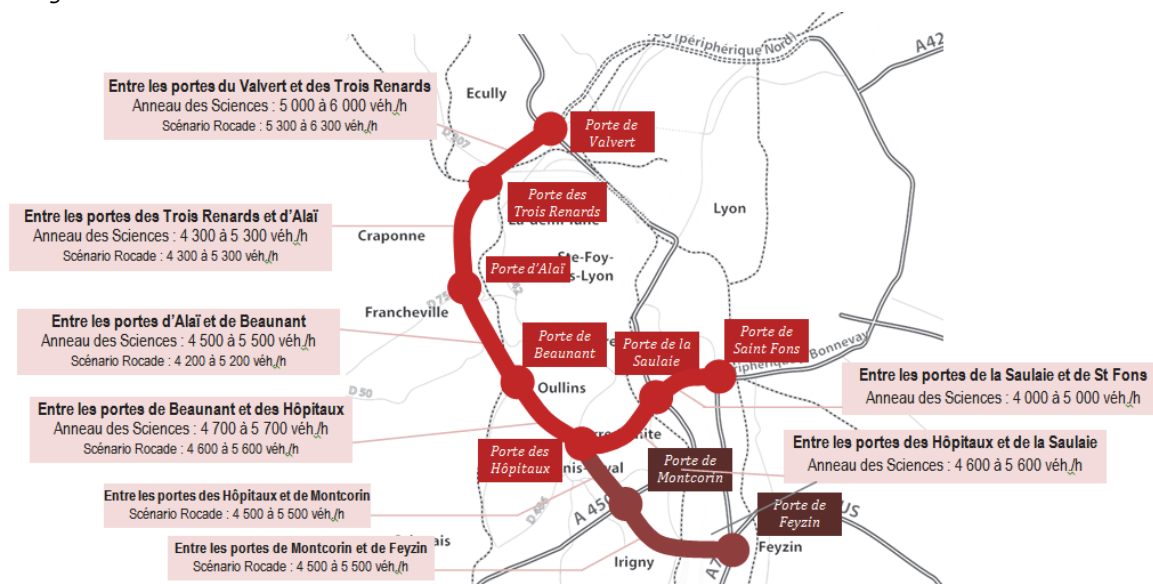 (périphérique Nord)
A42
Entre les portes du Valvert et des Trois Renards
Anneau des Sciences : 5 000 à 6 000 véh./h
Scénario Rocade : 5 300 à 6 300 véh./h
Ecully
Porte de
Valvert
Porte des
Trois Renards
Lyon
Entre les portes des Trois Renards et d'Alaï
Anneau des Sciences : 4 300 à 5 300 véh./h
Scénario Rocade : 4 300 à 5 300 véh./h
Craponne
Ste-Foy-
s-Lyon
Porte d'Alaï
Francheville
Entre les portes d'Alaï et de Beaunant
Anneau des Sciences : 4 500 à 5 500 véh./h
Scénario Rocade : 4 200 à 5 200 véh./h
Porte de
Beaunant
Porte de la
Saulaie
Porte de
Saint Fons
Bonnevay
D 50
Oullins
Entre les portes de la Saulaie et de St Fons
Anneau des Sciences : 4 000 à 5 000 véh./h
Entre les portes de Beaunant et des Hôpitaux
Anneau des Sciences : 4 700 à 5 700 véh./h
Scénario Rocade : 4 600 à 5 600 véh./h
Porte des
Hôpitaux
Porte de
Montcorin
Entre les portes des Hôpitaux et de la Saulaie
Anneau des Sciences : 4 600 à 5 600 véh./h
Entre les portes des Hôpitaux et de Montcorin
Scénario Rocade : 4 500 à 5 500 véh./h
A 450
Porte de
Feyzin
US
Entre les portes de Montcorin et de Feyzin
Scénario Rocade : 4 500 à 5 500 véh./h
Irigny
A7
Feyzin